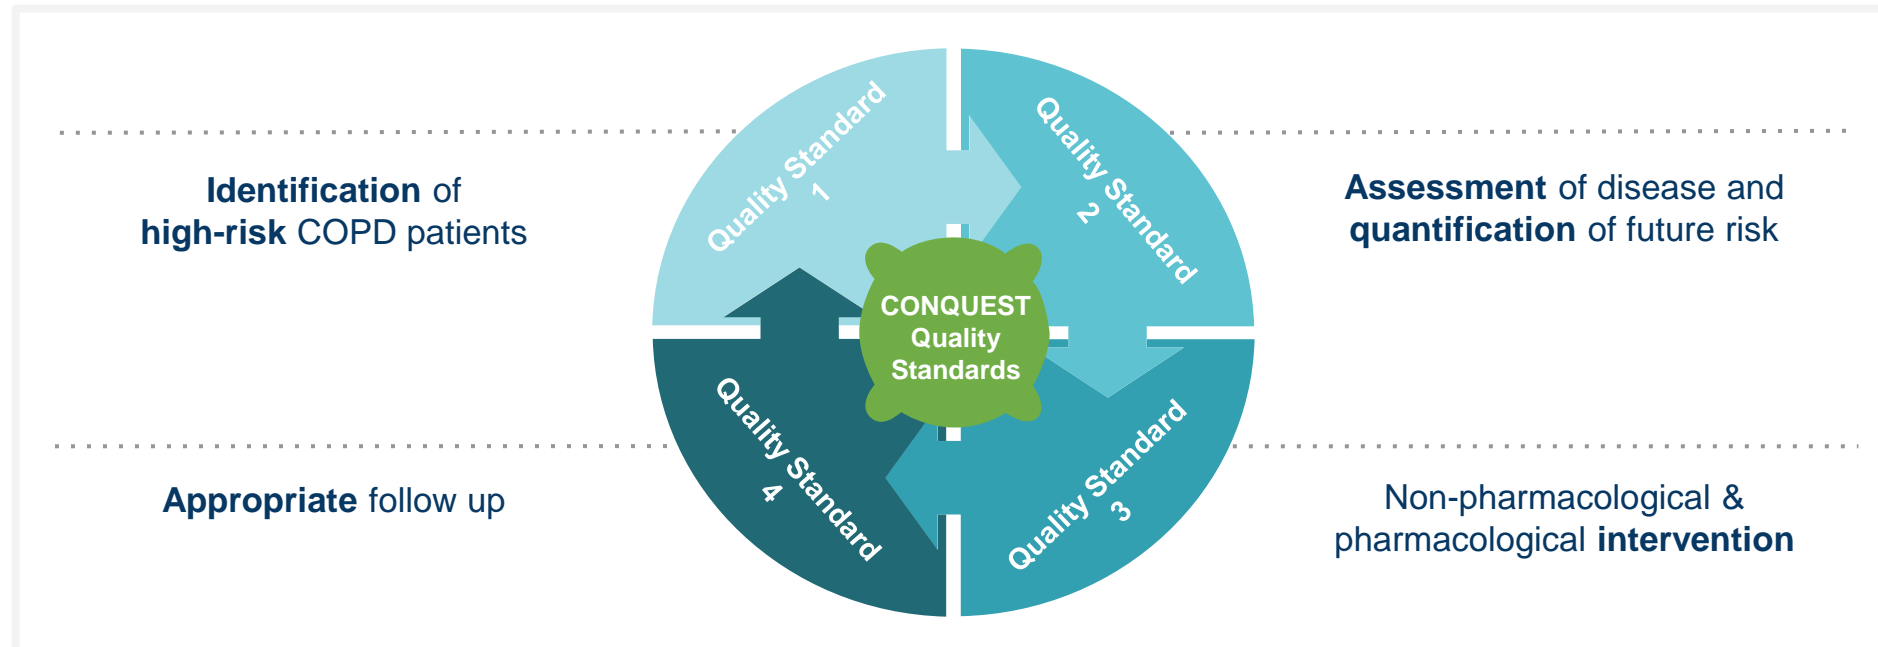 Identification of
high-risk COPD patients
Quality Standard
1
Quality Standard
2
Assessment of disease and
quantification of future risk
CONQUEST
Quality
Standards
Appropriate follow up
Quality Standard
4
Quality Standard
3
Non-pharmacological &
pharmacological intervention